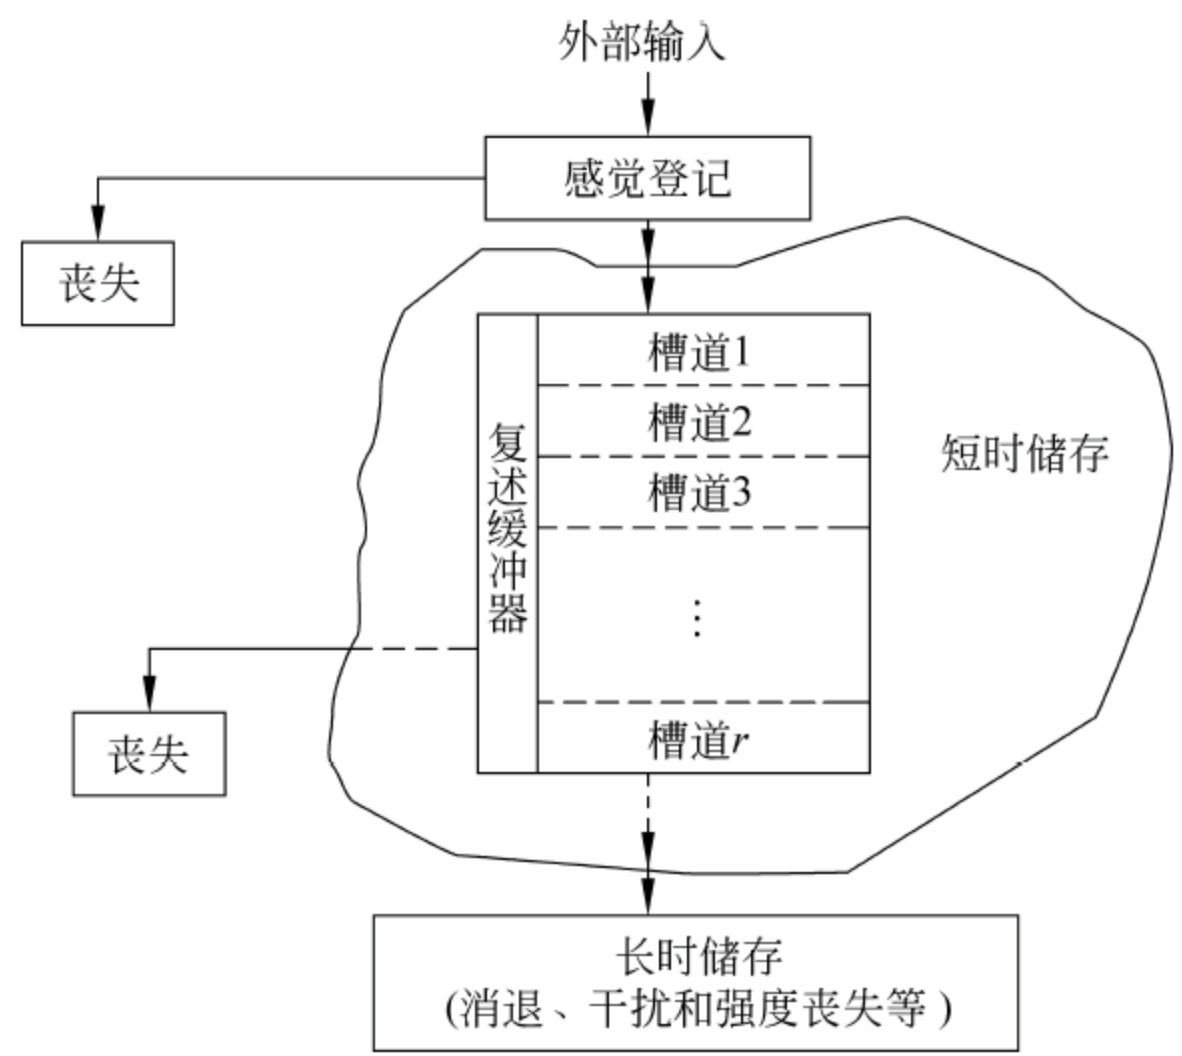 外部输入
感觉登记
丧失
槽道1
槽道2
槽道3
复述缓冲器
短时储存
⋮
槽道r
丧失
长时储存
(消退、干扰和强度丧失等)